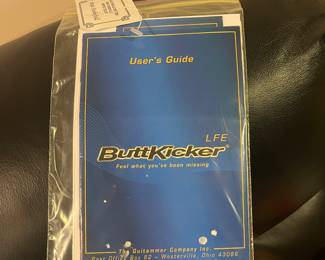 User's Guide
LFE
ButtKicker®
Feel what you've been missing
The Guitammer Company Inc.
Post Office Box 82 – Westerville, Ohio 43086